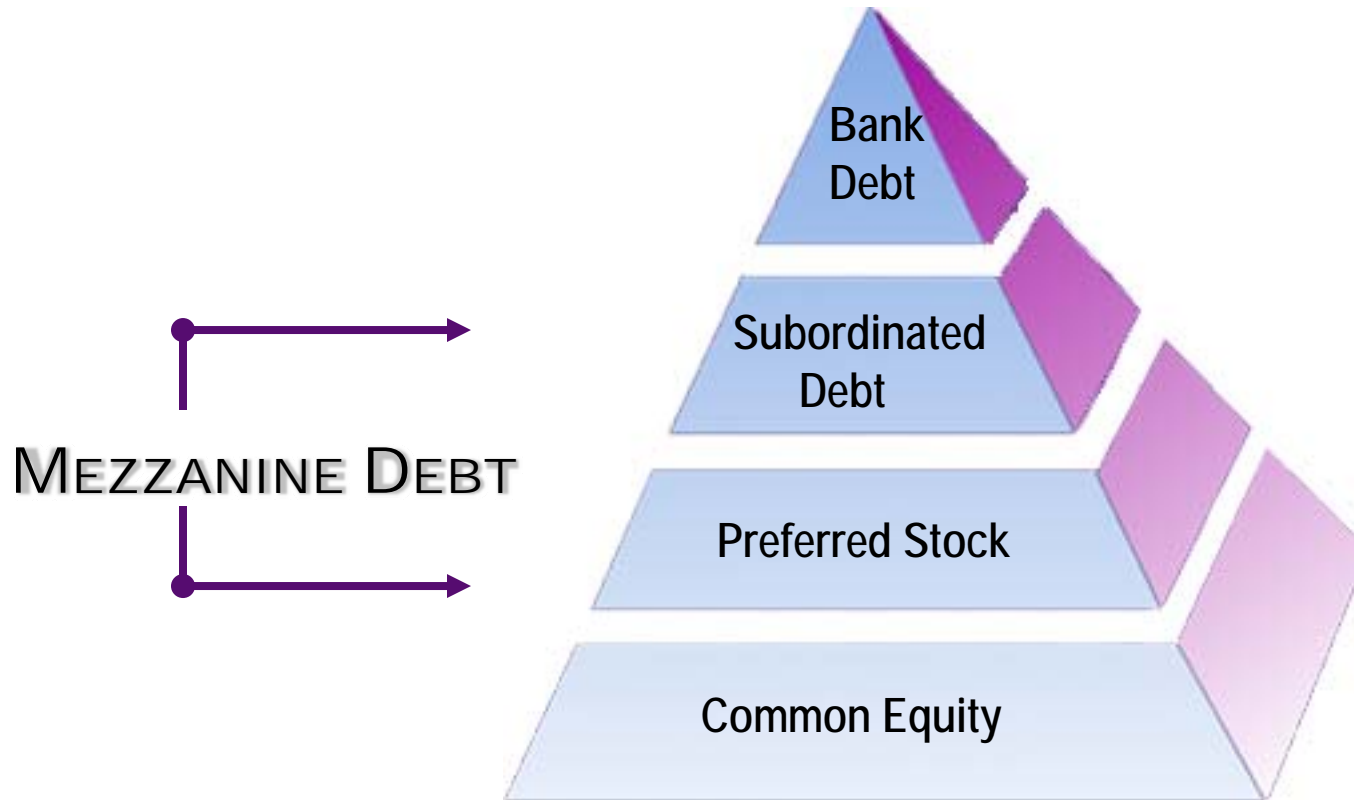 Bank
Debt
Subordinated
Debt
MEZZANINE DEBT
Preferred Stock
Common Equity